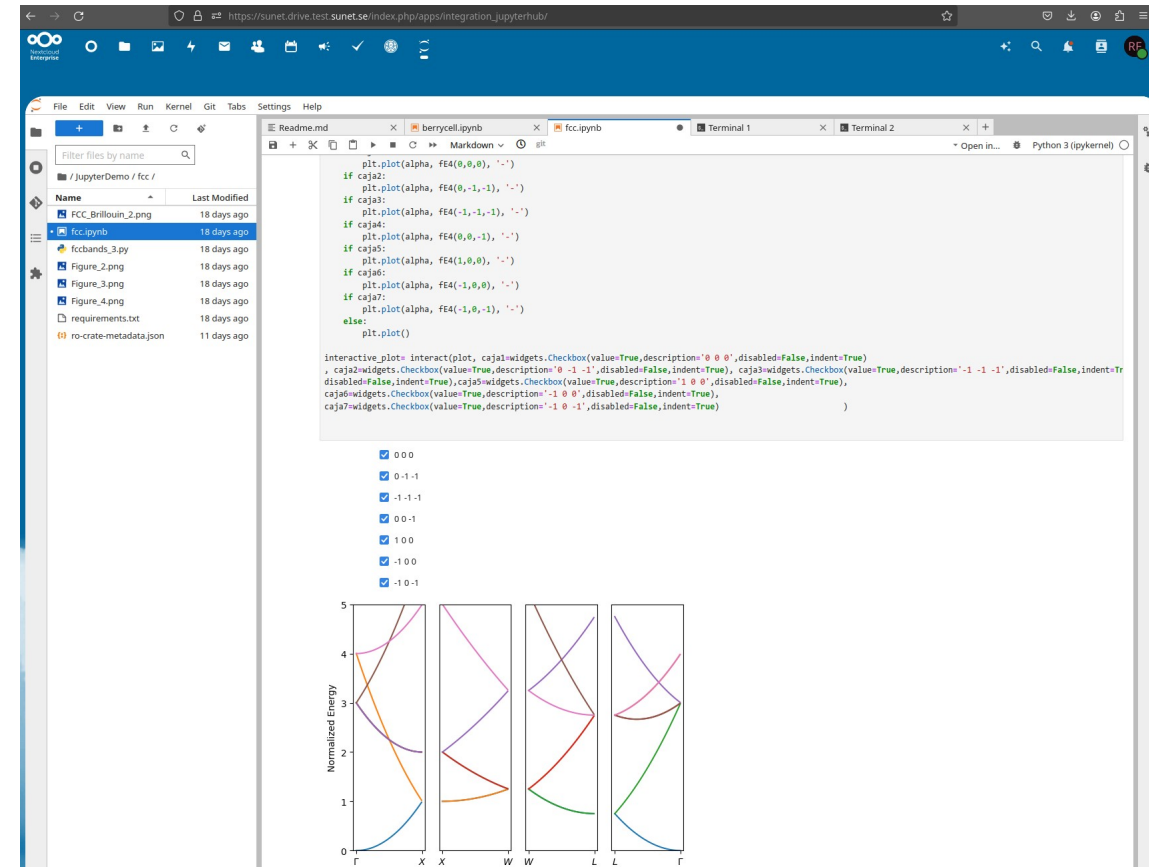 https://sunet.drive.test.sunet.se/index.php/apps/integration_jupyterhub/
Nextcloud
Enterprise
RF
File Edit View Run Kernel Git Tabs Settings Help
Readme.md
berrycell.ipynb
fcc.ipynb
Terminal 1
Terminal 2
Markdown
git
Open in...
Python 3 (ipykernel)
Filter files by name
/ JupyterDemo / fcc /
Name Last Modified
FCC_Brillouin_2.png 18 days ago
fcc.ipynb 18 days ago
fccbands_3.py 18 days ago
Figure_2.png 18 days ago
Figure_3.png 18 days ago
Figure_4.png 18 days ago
requirements.txt 18 days ago
ro-crate-metadata.json 11 days ago
plt.plot(alpha, fE4(0,0,0), '-')
if caja2:
plt.plot(alpha, fE4(0,-1,-1), '-')
if caja3:
plt.plot(alpha, fE4(-1,-1,-1), '-')
if caja4:
plt.plot(alpha, fE4(0,0,-1), '-')
if caja5:
plt.plot(alpha, fE4(1,0,0), '-')
if caja6:
plt.plot(alpha, fE4(-1,0,0), '-')
if caja7:
plt.plot(alpha, fE4(-1,0,-1), '-')
else:
plt.plot()
interactive_plot= interact(plot, caja1=widgets.Checkbox(value=True,description='0 0 0',disabled=False,indent=True)
, caja2=widgets.Checkbox(value=True,description='0 -1 -1',disabled=False,indent=True), caja3=widgets.Checkbox(value=True,description='-1 -1 -1',disabled=False,indent=Tr
disabled=False,indent=True),caja5=widgets.Checkbox(value=True,description='1 0 0',disabled=False,indent=True),
caja6=widgets.Checkbox(value=True,description='-1 0 0',disabled=False,indent=True),
caja7=widgets.Checkbox(value=True,description='-1 0 -1',disabled=False,indent=True) )
0 0 0
0 -1 -1
-1 -1 -1
0 0 -1
1 0 0
-1 0 0
-1 0 -1
Normalized Energy
5
4
3
2
1
0
Γ X X W W L L Γ